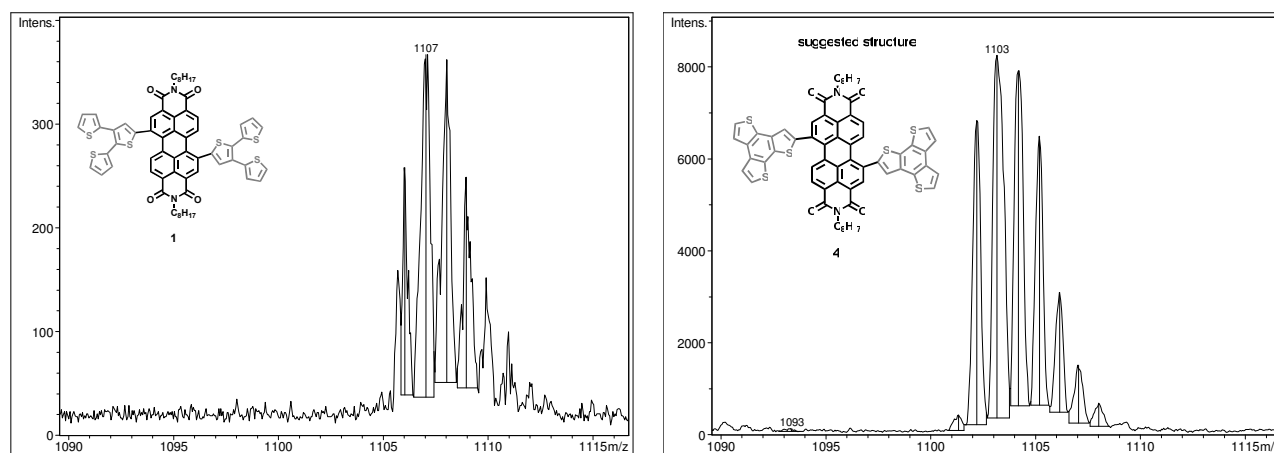 Intens.
1107
300
C8H17
O N O
S
S
S
S
S
S
200
O N O
C8H17
1
100
0
1090 1095 1100 1105 1110 1115m/z
Intens.
suggested structure
1103
8000
C N C
S
S
S
S
S
S
6000
C N C
4
4000
2000
1093
0
1090 1095 1100 1105 1110 1115m/z